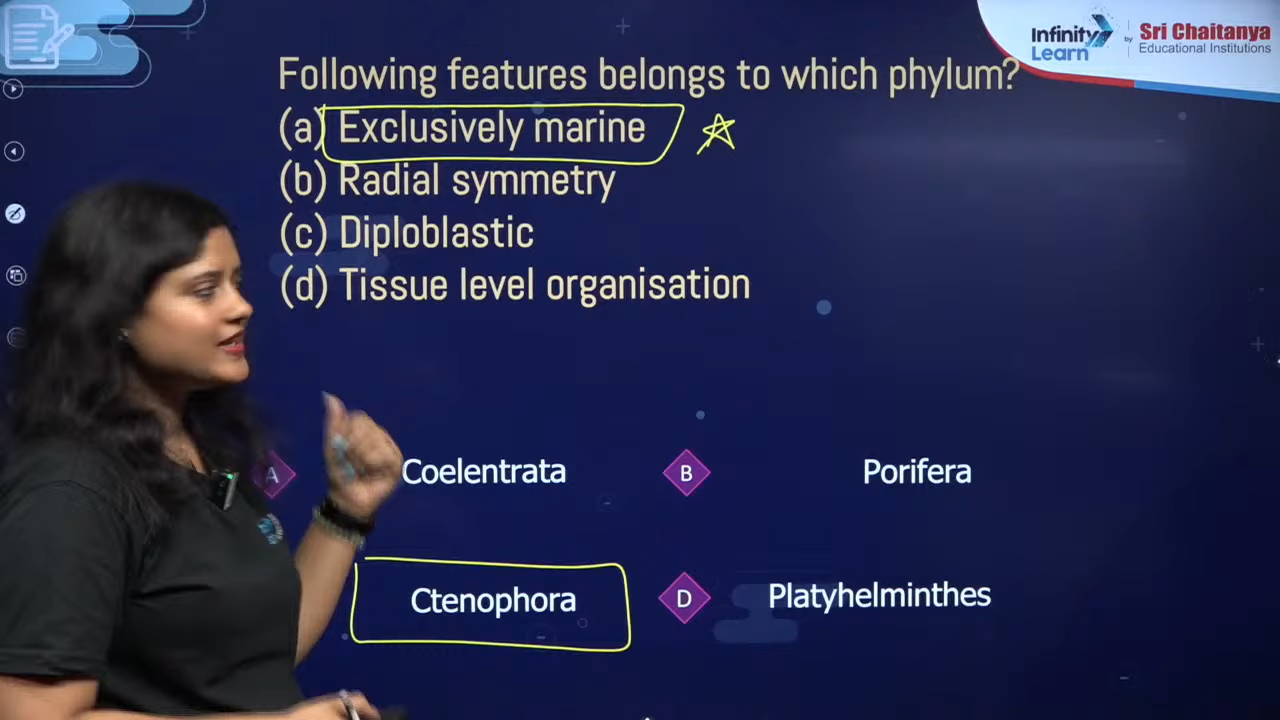 Infinity Learn by Sri Chaitanya Educational Institutions
Following features belongs to which phylum?
(a) Exclusively marine
(b) Radial symmetry
(c) Diploblastic
(d) Tissue level organisation
A Coelentrata
B Porifera
Ctenophora
D Platyhelminthes